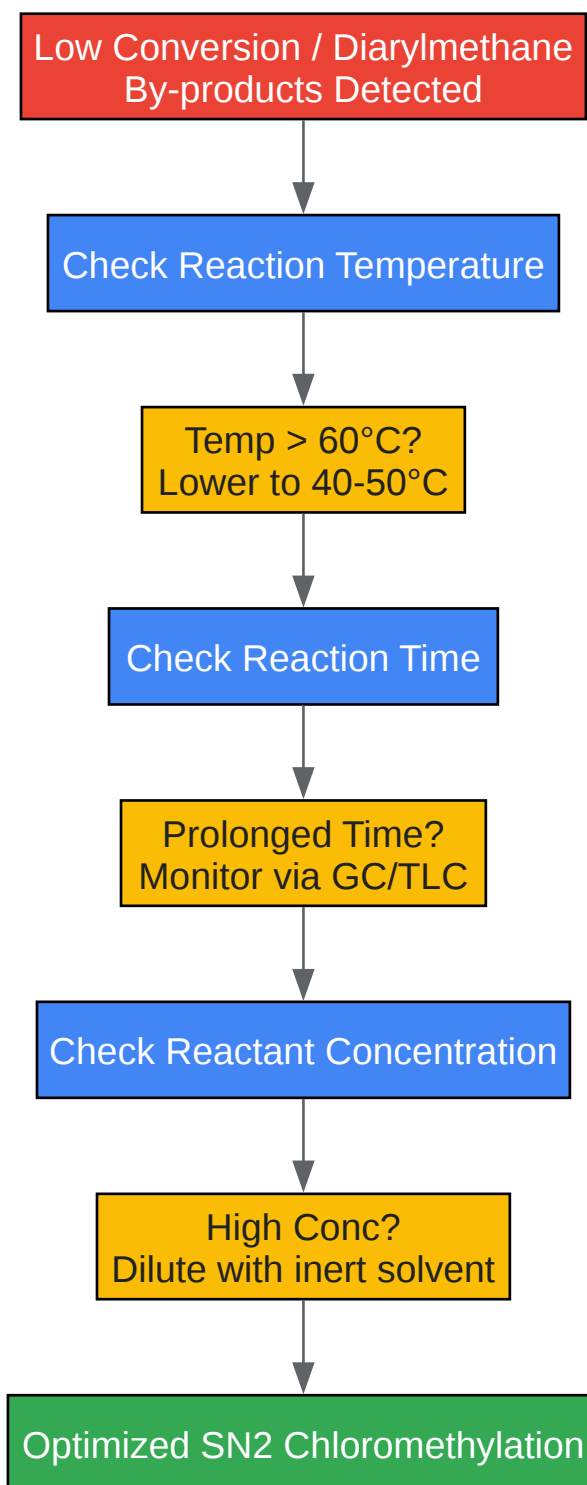 Low Conversion / Diarylmethane
By-products Detected
Check Reaction Temperature
Temp > 60°C?
Lower to 40-50°C
Check Reaction Time
Prolonged Time?
Monitor via GC/TLC
Check Reactant Concentration
High Conc?
Dilute with inert solvent
Optimized SN2 Chloromethylation